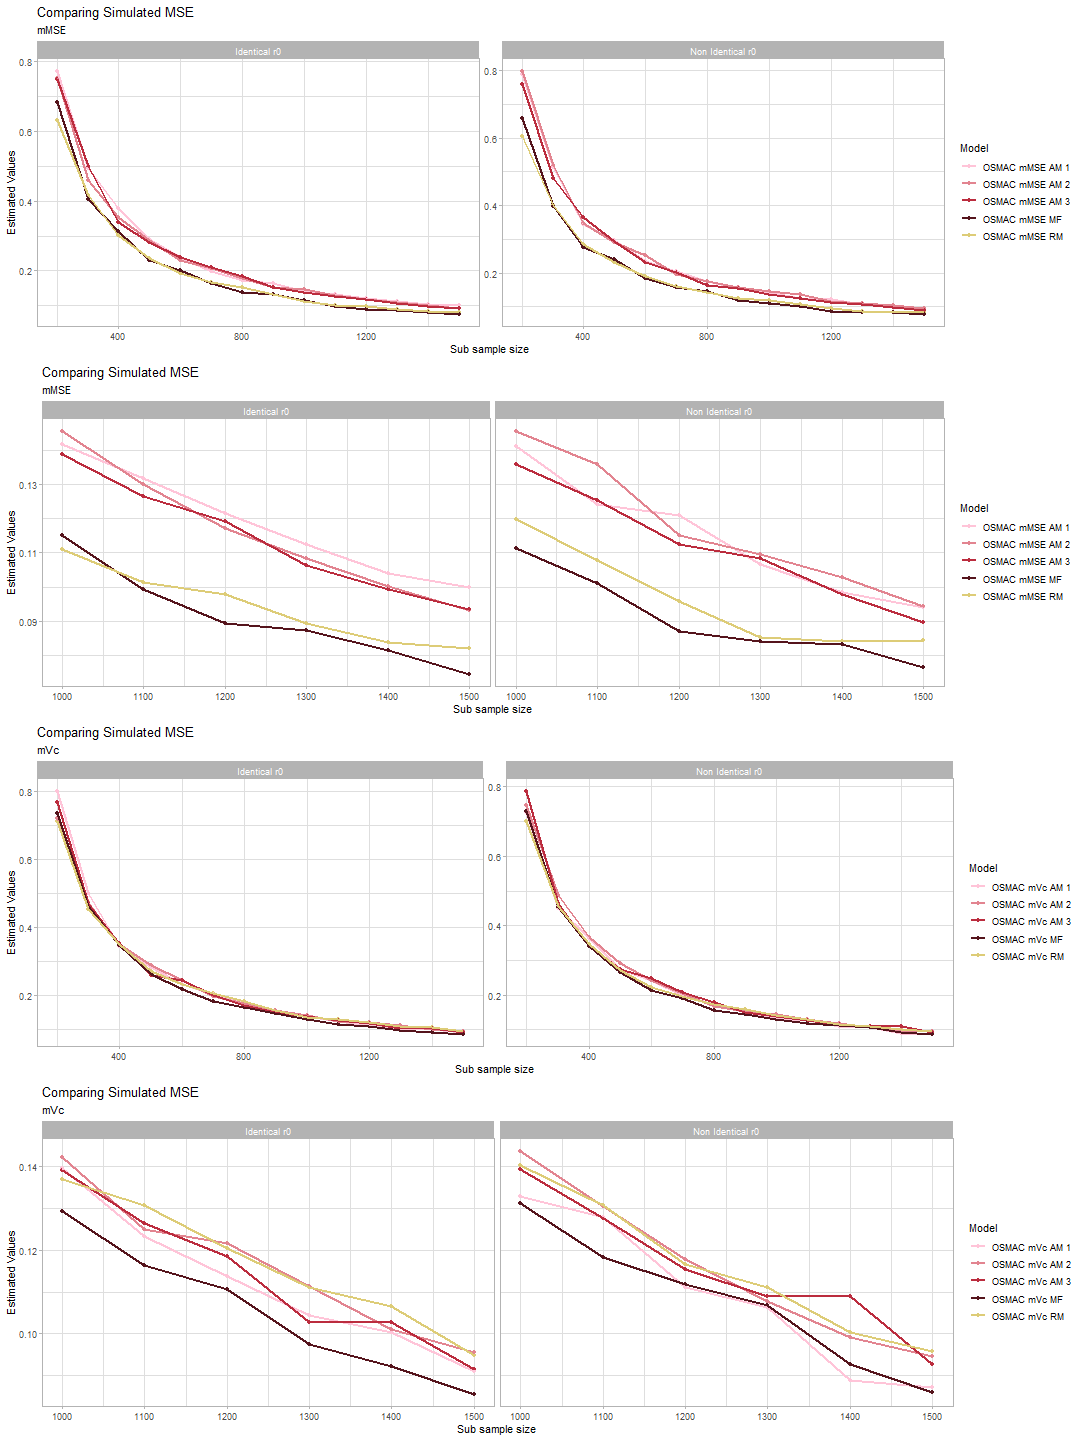 Comparing Simulated MSE
mMSE
Identical r0
Non Identical r0
0.8
0.6
0.4
0.2
0.8
0.6
0.4
0.2
Estimated Values
400
800
1200
400
800
1200
Sub sample size
Model
OSMAC mMSE AM 1
OSMAC mMSE AM 2
OSMAC mMSE AM 3
OSMAC mMSE MF
OSMAC mMSE RM
Comparing Simulated MSE
mMSE
Identical r0
Non Identical r0
0.13
0.11
0.09
Estimated Values
1000
1100
1200
1300
1400
1500
1000
1100
1200
1300
1400
1500
Sub sample size
Model
OSMAC mMSE AM 1
OSMAC mMSE AM 2
OSMAC mMSE AM 3
OSMAC mMSE MF
OSMAC mMSE RM
Comparing Simulated MSE
mVc
Identical r0
Non Identical r0
0.8
0.6
0.4
0.2
0.8
0.6
0.4
0.2
Estimated Values
400
800
1200
400
800
1200
Sub sample size
Model
OSMAC mVc AM 1
OSMAC mVc AM 2
OSMAC mVc AM 3
OSMAC mVc MF
OSMAC mVc RM
Comparing Simulated MSE
mVc
Identical r0
Non Identical r0
0.14
0.12
0.10
Estimated Values
1000
1100
1200
1300
1400
1500
1000
1100
1200
1300
1400
1500
Sub sample size
Model
OSMAC mVc AM 1
OSMAC mVc AM 2
OSMAC mVc AM 3
OSMAC mVc MF
OSMAC mVc RM